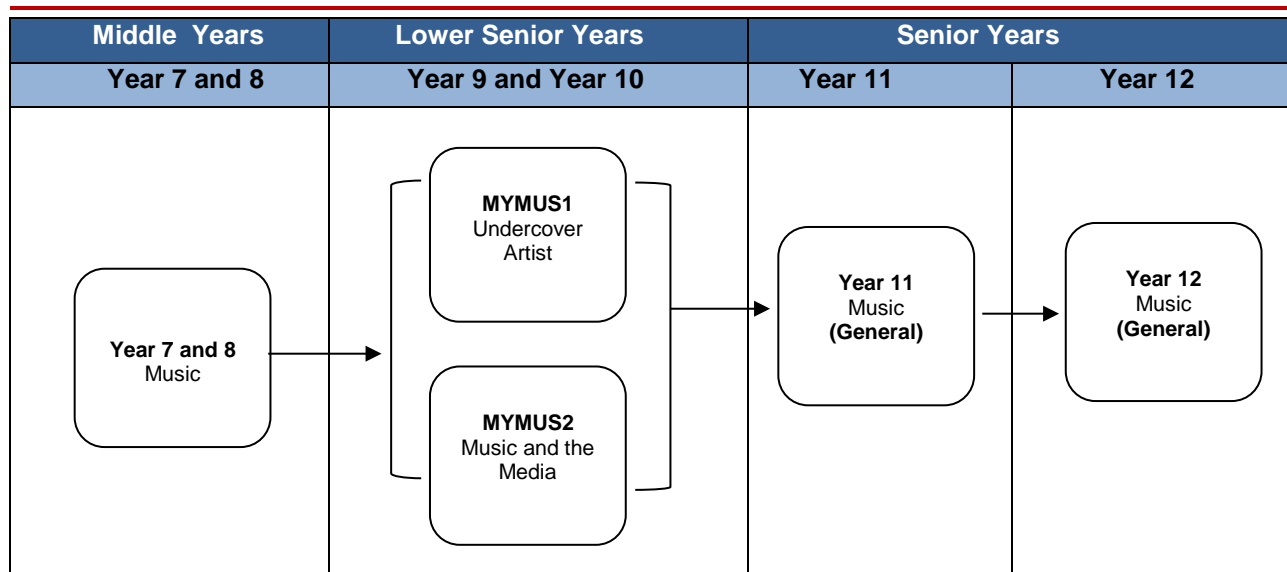 Middle Years
Lower Senior Years
Senior Years
Year 7 and 8
Year 9 and Year 10
Year 11
Year 12
Year 7 and 8
Music
MYMUS1
Undercover
Artist
MYMUS2
Music and the
Media
Year 11
Music
(General)
Year 12
Music
(General)